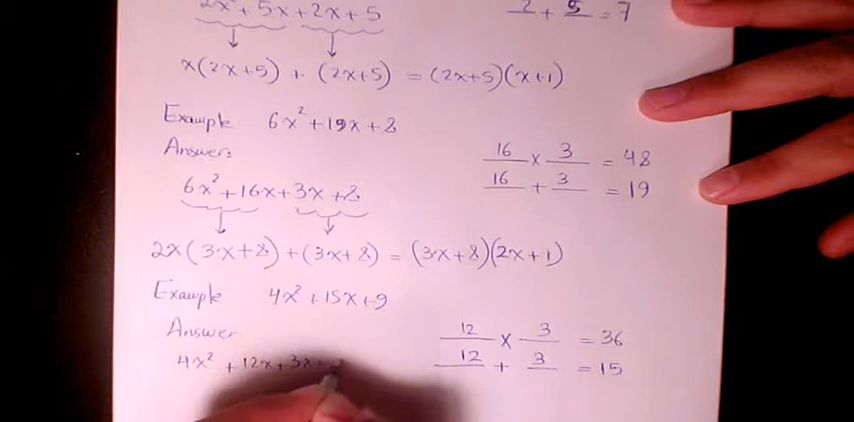 2x² + 5x + 2x + 5
2 + 5 = 7
x(2x+5) + (2x+5) = (2x+5)(x+1)
Example 6x² + 19x + 8
Answer:
16 x 3 = 48
16 + 3 = 19
6x² + 16x + 3x + 8
2x(3x+8) + (3x+8) = (3x+8)(2x+1)
Example 4x² + 15x + 9
Answer
12 x 3 = 36
12 + 3 = 15
4x² + 12x + 3x +